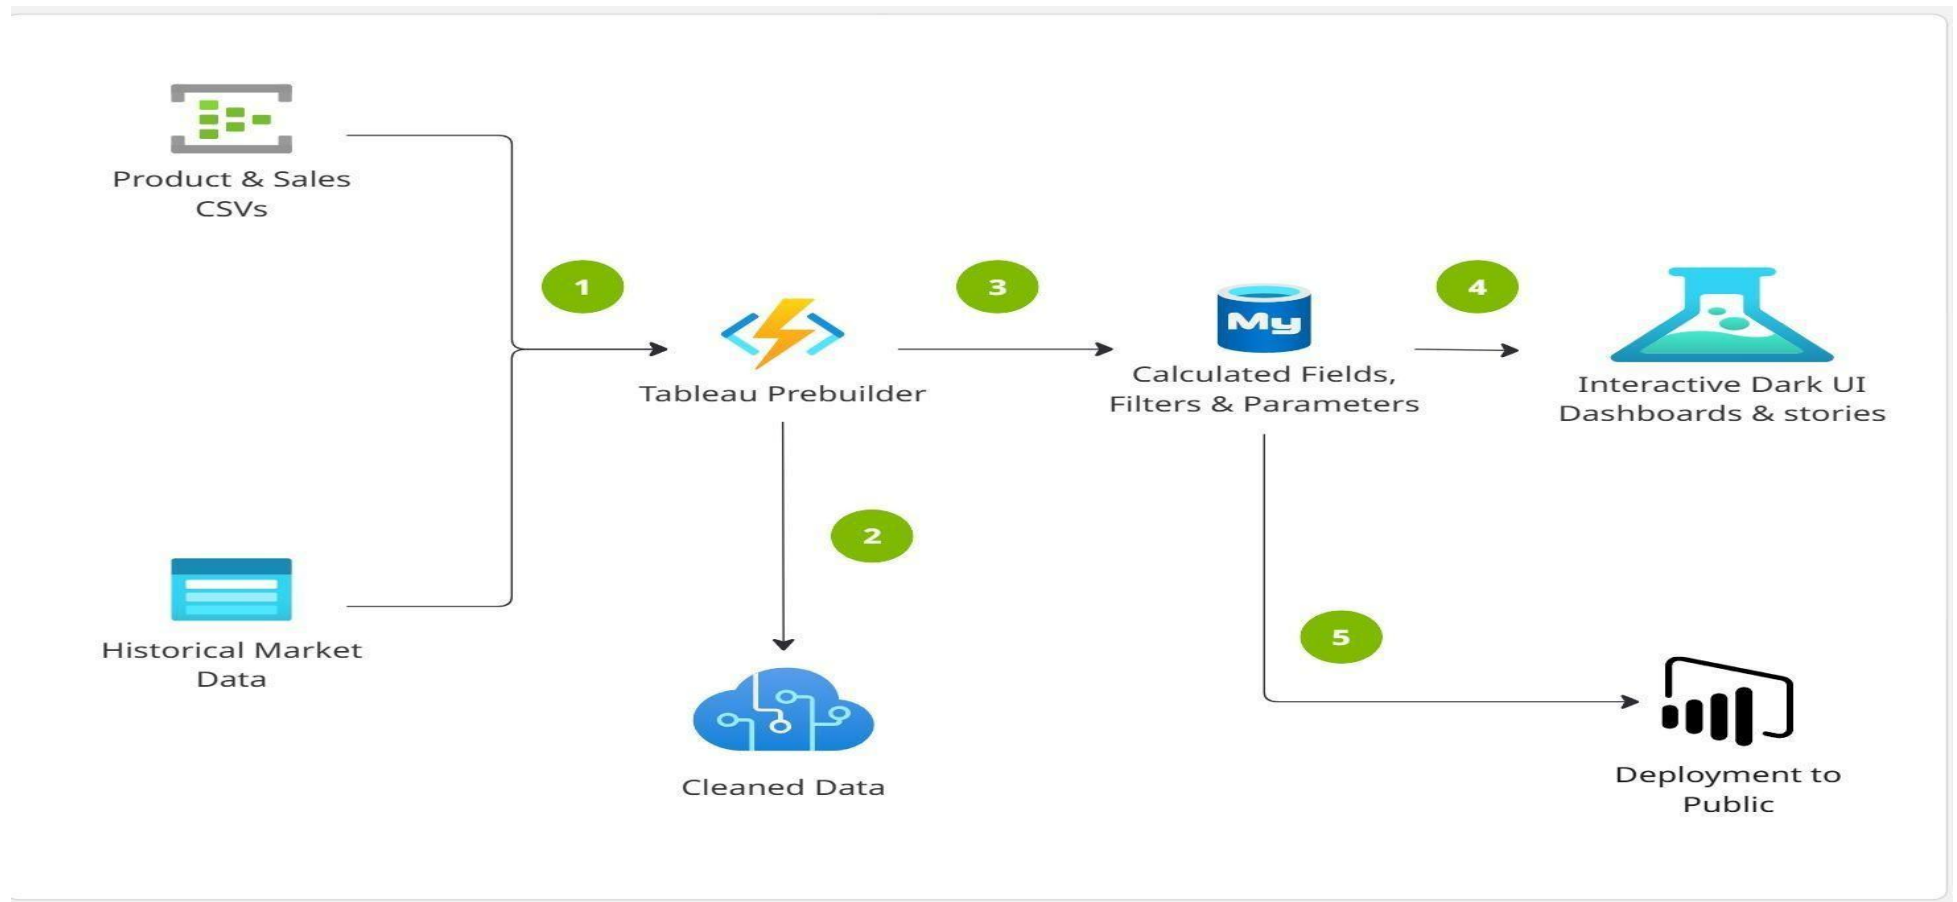 Product & Sales
CSVs
1
3
4
My
Tableau Prebuilder
Calculated Fields,
Filters & Parameters
Interactive Dark UI
Dashboards & stories
2
5
Historical Market
Data
Cleaned Data
Deployment to
Public